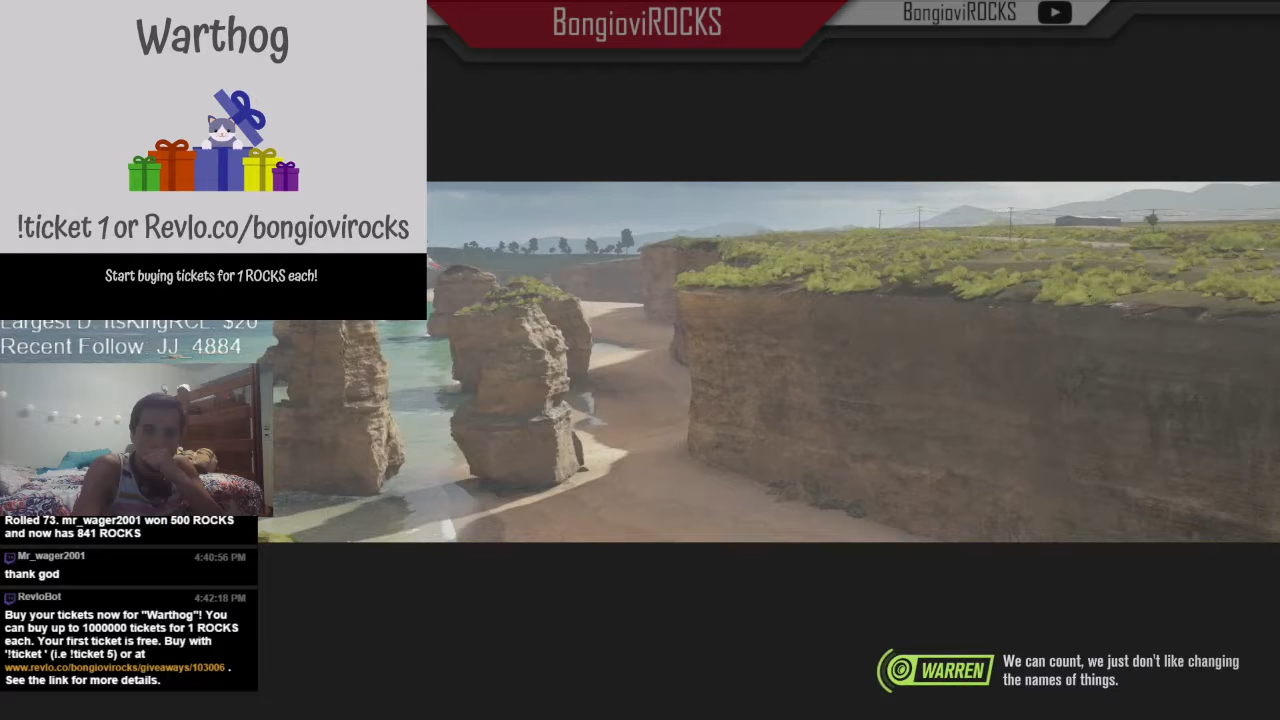 Warthog
!ticket 1 or Revlo.co/bongiovirocks
Start buying tickets for 1 ROCKS each!
BongioviROCKS
BongioviROCKS
Largest D. ItsKingRCL: $20
Recent Follow JJ_4884
Rolled 73. mr_wager2001 won 500 ROCKS
and now has 841 ROCKS
Mr_wager2001 4:40:56 PM
thank god
RevloBot 4:42:18 PM
Buy your tickets now for "Warthog"! You
can buy up to 1000000 tickets for 1 ROCKS
each. Your first ticket is free. Buy with
'!ticket ' (i.e !ticket 5) or at
www.revlo.co/bongiovirocks/giveaways/103006 .
See the link for more details.
WARREN
We can count, we just don't like changing
the names of things.